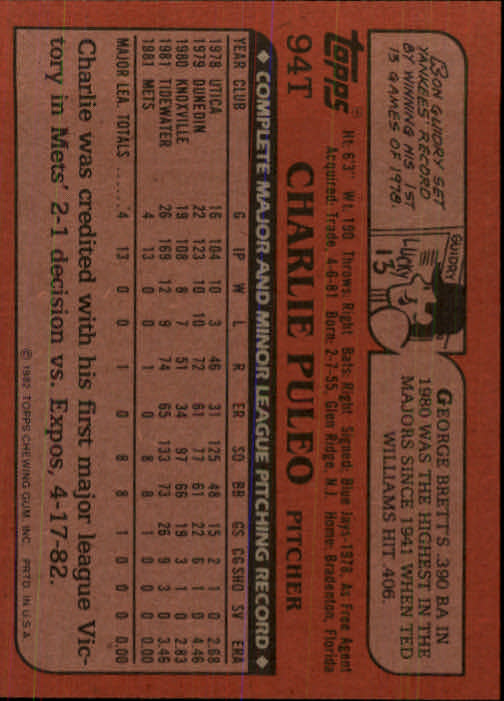 RON GUIDRY SET
YANKEES' RECORD
BY WINNING HIS 1ST
13 GAMES OF 1978.
GUIDRY
Lucky
13
GEORGE BRETT'S .390 BA IN
1980 WAS THE HIGHEST IN THE
MAJORS SINCE 1941 WHEN TED
WILLIAMS HIT .406.
topps®
94T
Ht: 6'3" Wt: 190 Throws: Right Bats: Right Signed: Blue Jays-1978, As Free Agent
Acquired: Trade, 4-6-81 Born: 2-7-55, Glen Ridge, N.J. Home: Bradenton, Florida
CHARLIE PULEO PITCHER
◆ COMPLETE MAJOR AND MINOR LEAGUE PITCHING RECORD ◆
YEAR CLUB G IP W L R ER SO BB GS CG SHO SV ERA
1978 UTICA 16 104 10 3 46 31 125 48 15 2 1 0 2.68
1979 DUNEDIN 22 123 10 10 72 61 77 61 22 6 1 0 4.46
1980 KNOXVILLE 19 108 8 7 51 34 97 66 19 3 1 0 2.83
1981 TIDEWATER 26 169 12 9 74 65 133 73 26 9 3 0 3.46
1981 METS 4 13 0 0 1 0 8 8 1 0 0 0 0.00
MAJOR LEA. TOTALS ...... 4 13 0 0 1 0 8 8 1 0 0 0 0.00
Charlie was credited with his first major league Vic-
tory in Mets' 2-1 decision vs. Expos, 4-17-82.
© 1982 TOPPS CHEWING GUM, INC. PRTD. IN U.S.A.